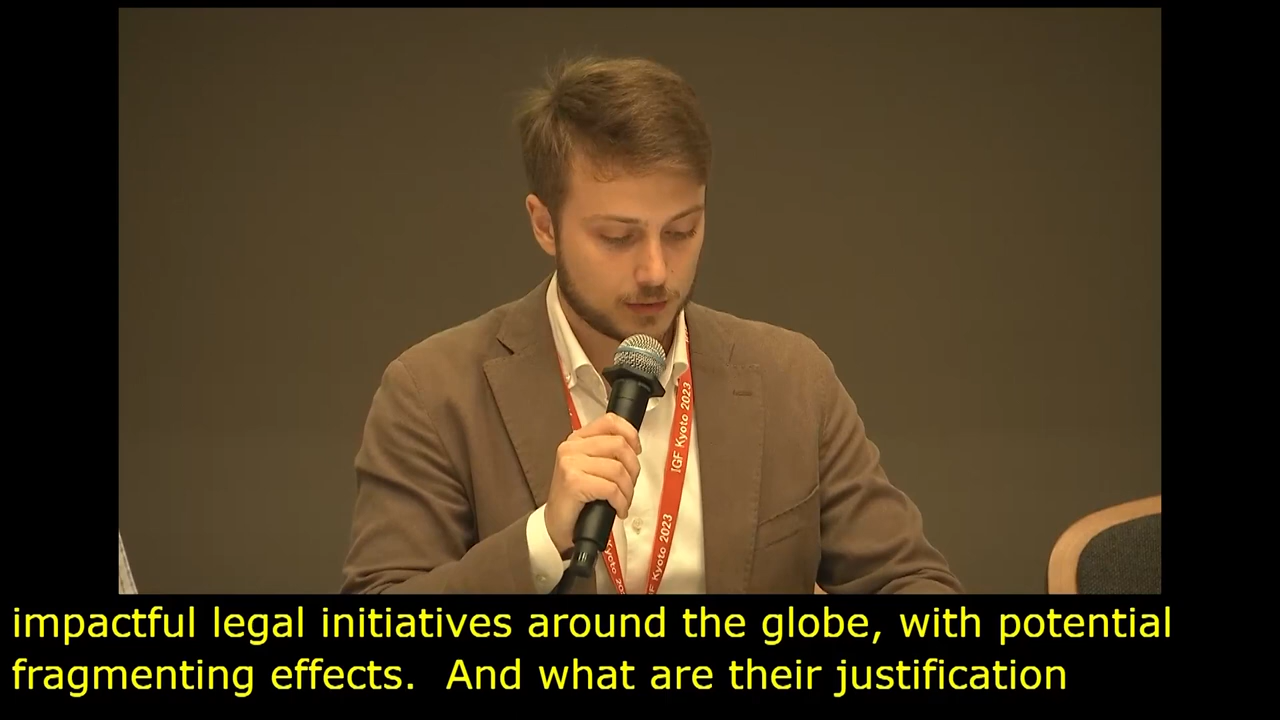 IGF Kyoto 2023
Kyoto 2023
impactful legal initiatives around the globe, with potential
fragmenting effects.  And what are their justification